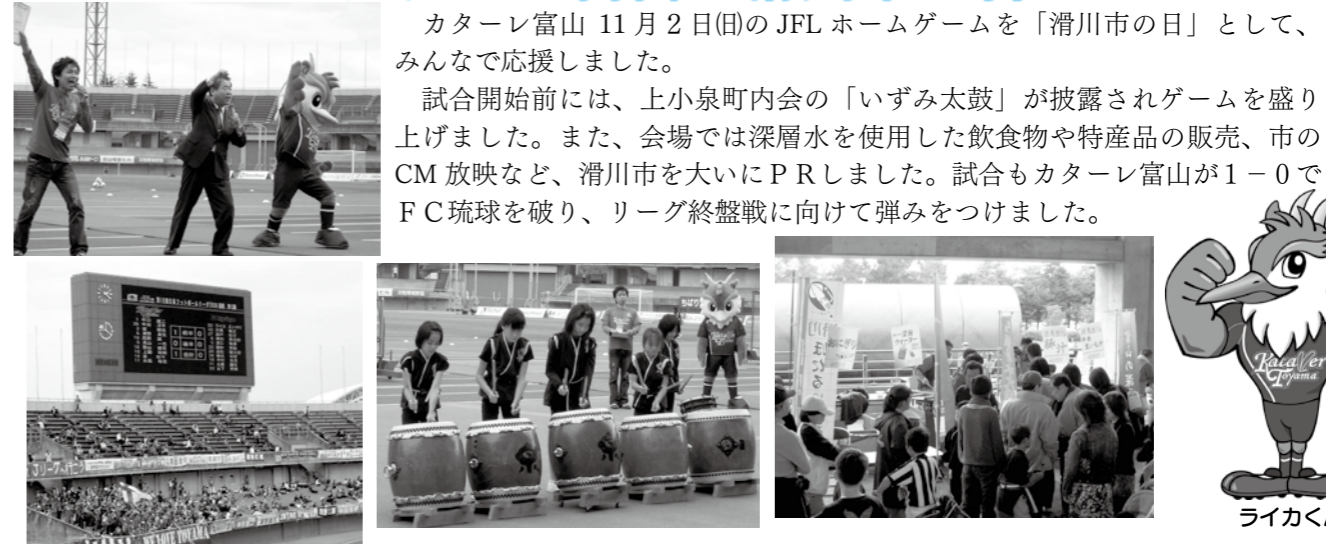 カターレ富山 11月2日㈰のJFLホームゲームを「滑川市の日」として、
みんなで応援しました。
試合開始前には、上小泉町内会の「いずみ太鼓」が披露されゲームを盛り
上げました。また、会場では深層水を使用した飲食物や特産品の販売、市の
CM放映など、滑川市を大いにPRしました。試合もカターレ富山が1－0で
FC琉球を破り、リーグ終盤戦に向けて弾みをつけました。
Toyama
ライカくん